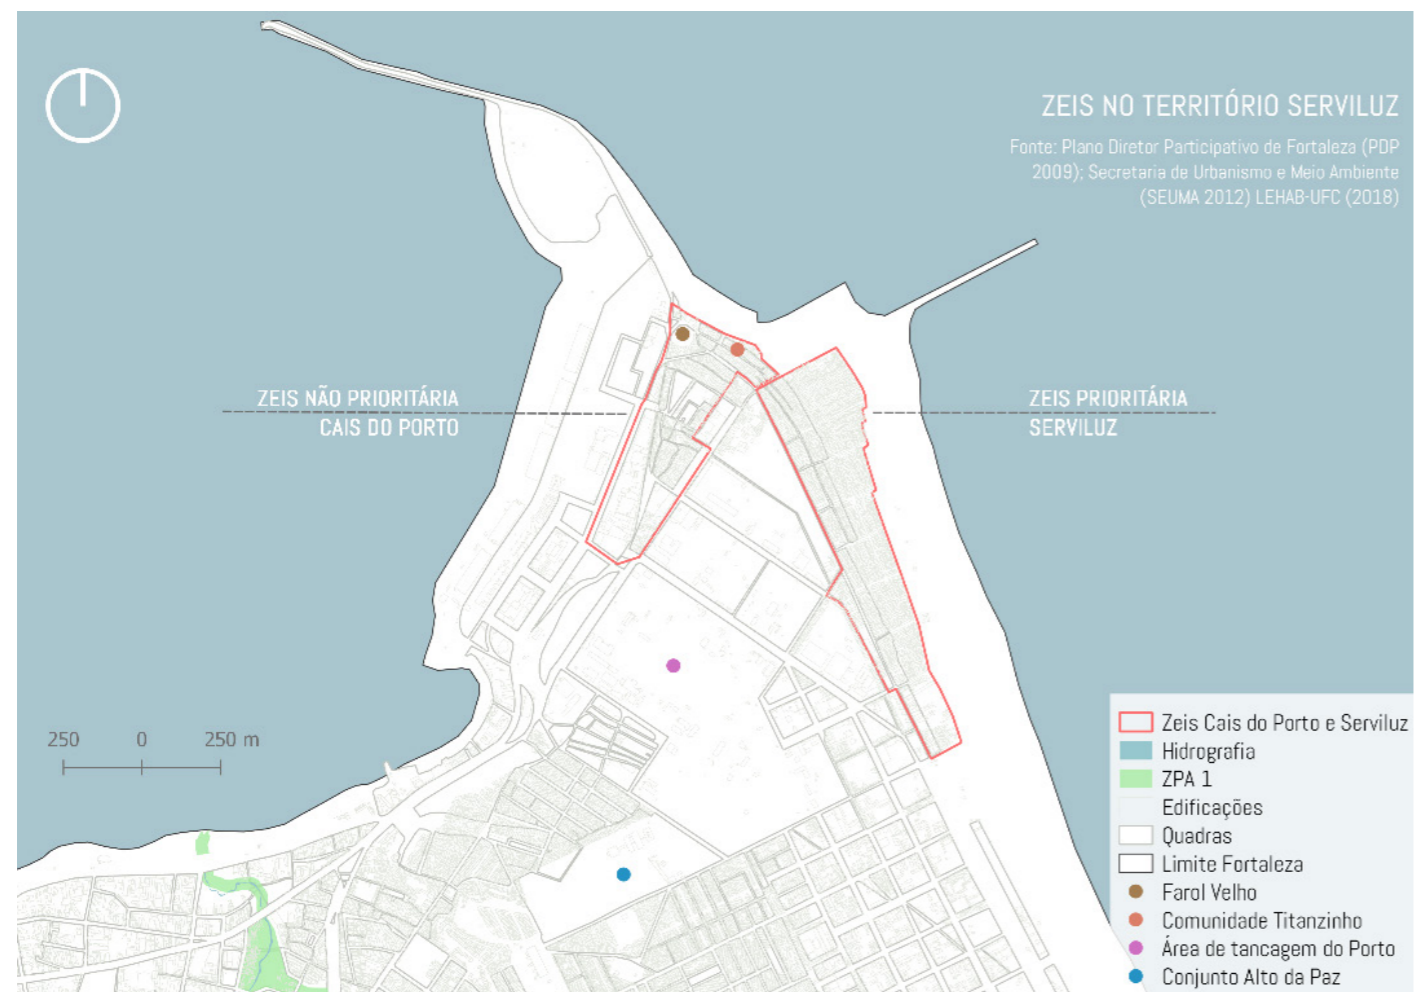 ZEIS NO TERRITÓRIO SERVILUZ
Fonte: Plano Diretor Participativo de Fortaleza (PDP
2009); Secretaria de Urbanismo e Meio Ambiente
(SEUMA 2012) LEHAB-UFC (2018)
ZEIS NÃO PRIORITÁRIA
CAIS DO PORTO
ZEIS PRIORITÁRIA
SERVILUZ
250 0 250 m
Zeis Cais do Porto e Serviluz
Hidrografia
ZPA 1
Edificações
Quadras
Limite Fortaleza
Farol Velho
Comunidade Titanzinho
Área de tancagem do Porto
Conjunto Alto da Paz